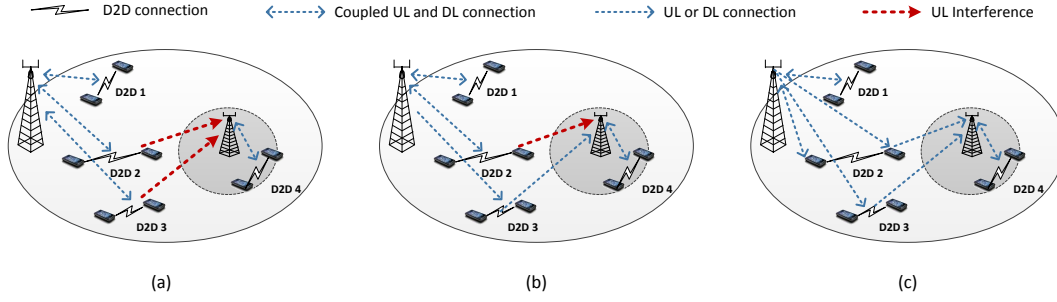 D2D connection
Coupled UL and DL connection
UL or DL connection
UL Interference
D2D 1
D2D 2
D2D 3
D2D 4
(a)
D2D 1
D2D 2
D2D 3
D2D 4
(b)
D2D 1
D2D 2
D2D 3
D2D 4
(c)